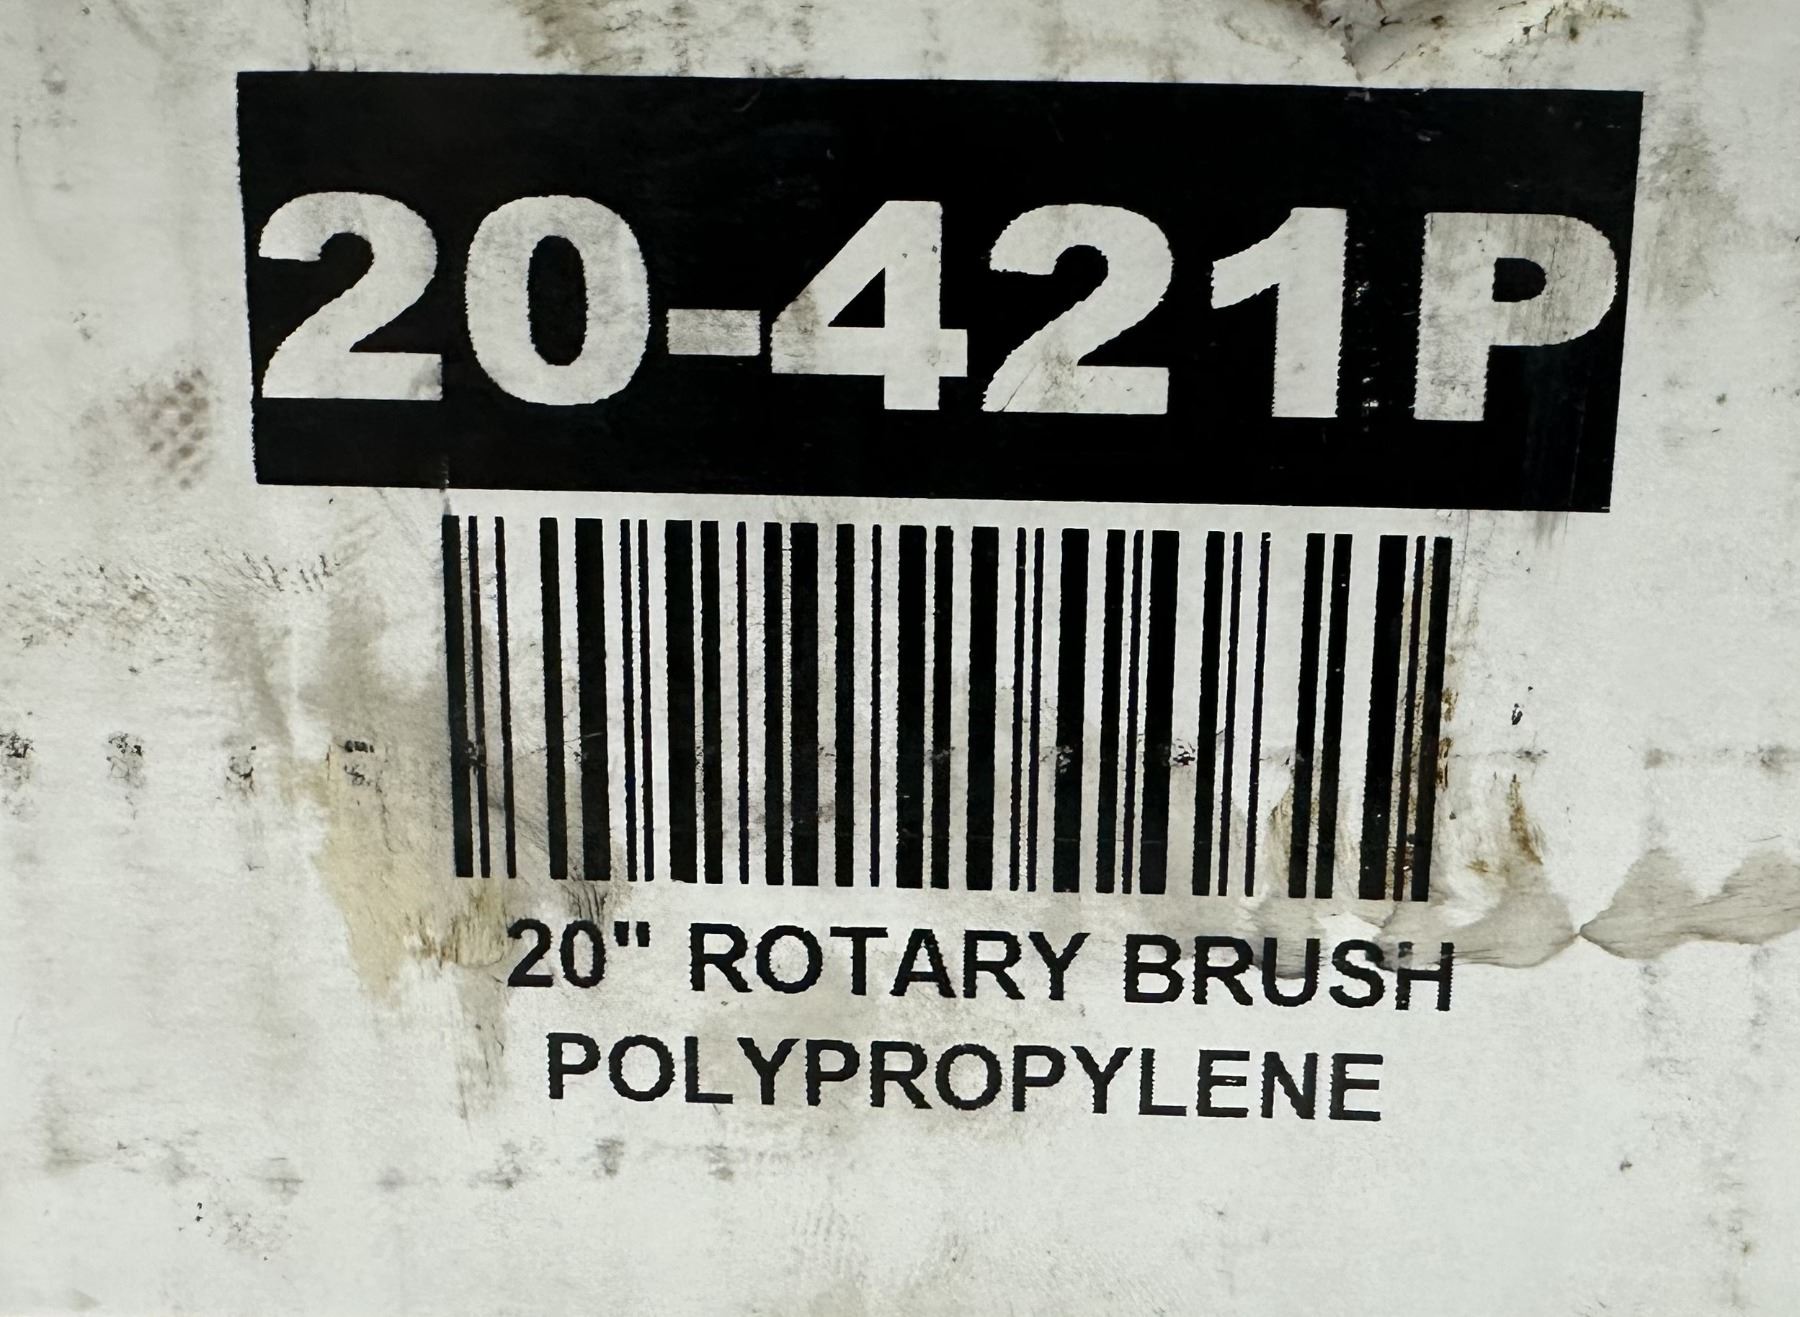 20-421P
20" ROTARY BRUSH
POLYPROPYLENE